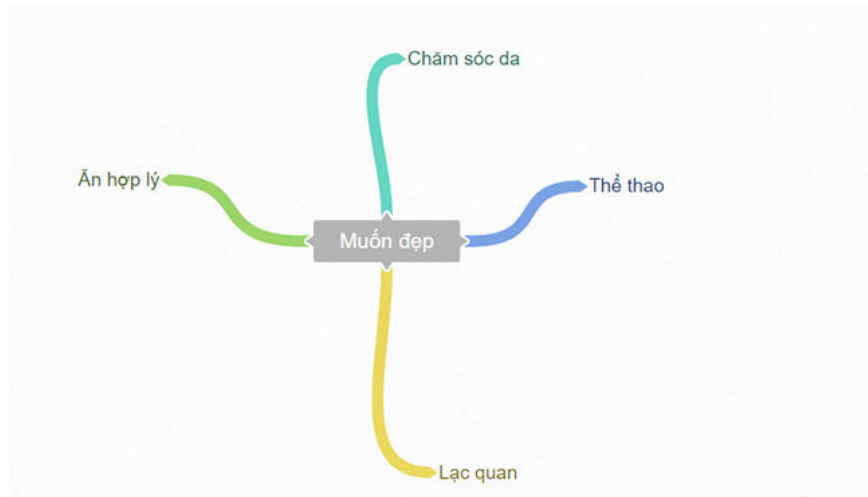 Chăm sóc da
Ăn hợp lý
Thể thao
Muốn đẹp
Lạc quan